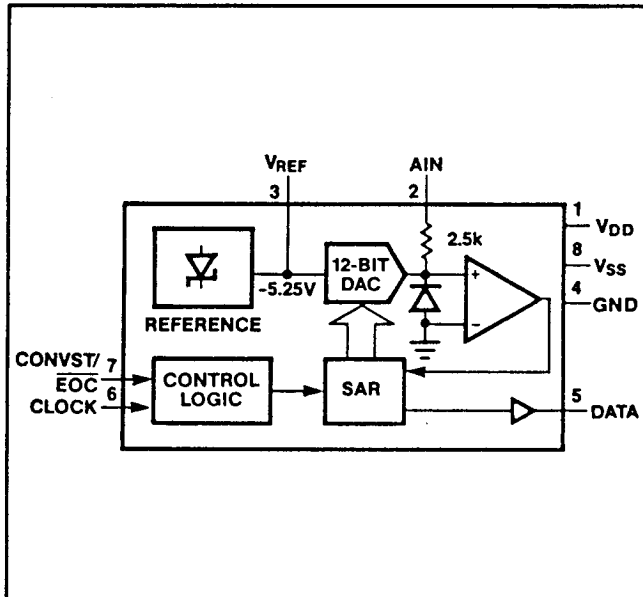 VREF
3
AIN
2
1
VDD
2.5k
8
VSS
4
GND
12-BIT
DAC
+
-5.25V
−
REFERENCE
CONVST/
7
EOC
6
CLOCK
CONTROL
LOGIC
SAR
5
DATA